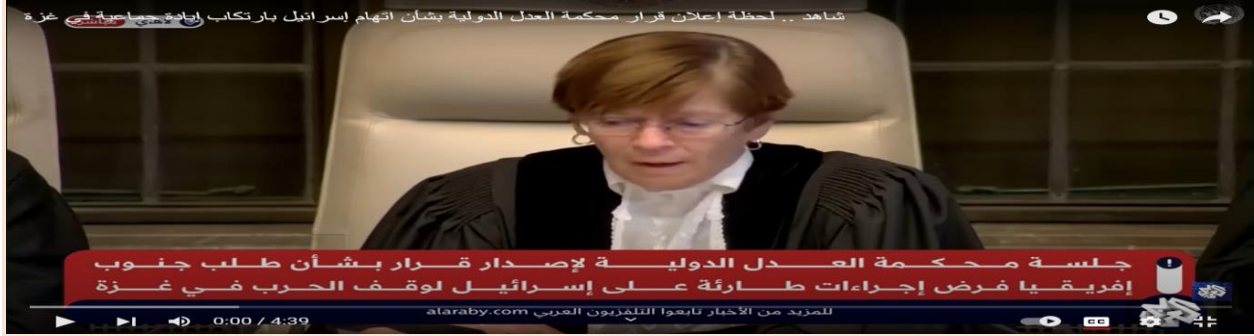 شاهد .. لحظة إعلان قرار محكمة العدل الدولية بشأن اتهام إسرائيل بارتكاب إبادة جماعية في غزة
مباشر
جلسة محكمة العدل الدولية لإصدار قرار بشأن طلب جنوب
إفريقيا فرض إجراءات طارئة على إسرائيل لوقف الحرب في غزة
للمزيد من الأخبار تابعوا التلفزيون العربي alaraby.com
0:00 / 4:39
CC